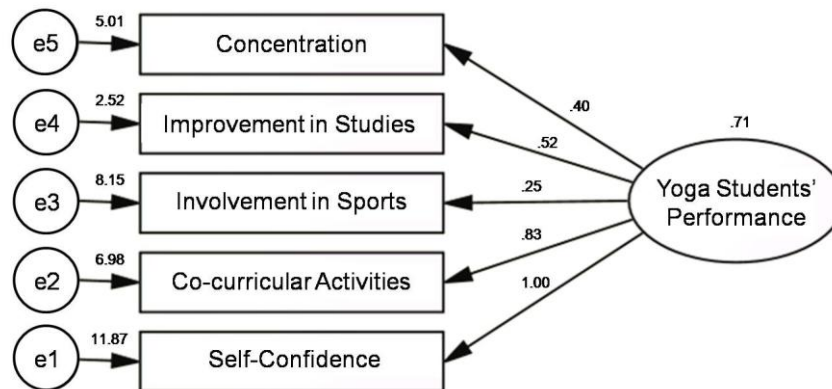 e5
5.01
Concentration
.40
e4
2.52
Improvement in Studies
.52
.71
e3
8.15
Involvement in Sports
.25
Yoga Students’
Performance
e2
6.98
Co-curricular Activities
.83
e1
11.87
Self-Confidence
1.00